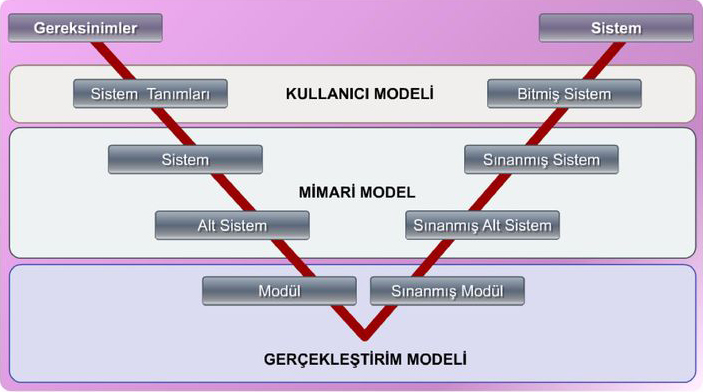 Gereksinimler
Sistem
Sistem Tanımları
KULLANICI MODELİ
Bitmiş Sistem
Sistem
Sınanmış Sistem
MİMARİ MODEL
Alt Sistem
Sınanmış Alt Sistem
Modül
Sınanmış Modül
GERÇEKLEŞTİRİM MODELİ